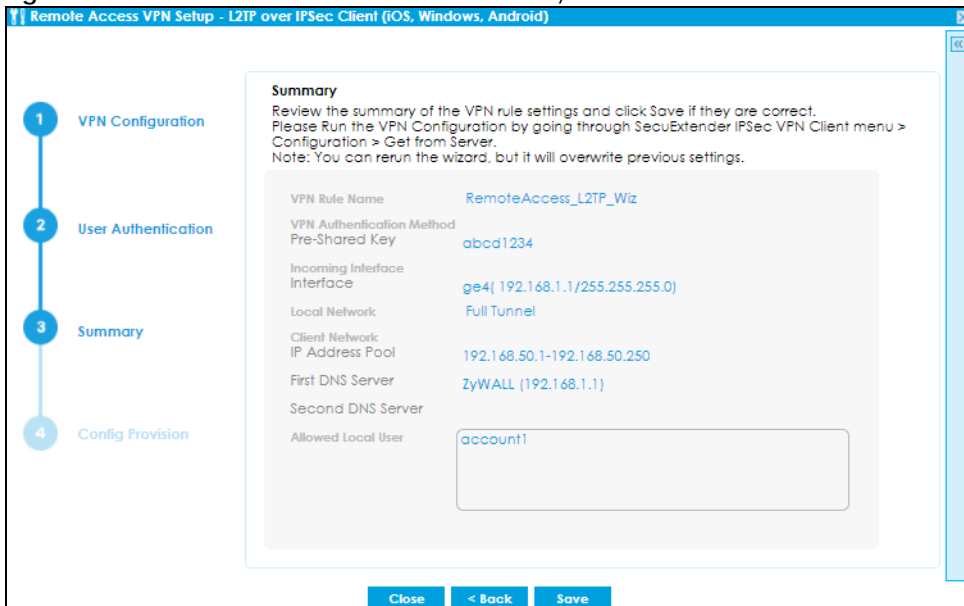 Remote Access VPN Setup - L2TP over IPSec Client (iOS, Windows, Android)
Summary
Review the summary of the VPN rule settings and click Save if they are correct.
Please Run the VPN Configuration by going through SecuExtender IPSec VPN Client menu >
Configuration > Get from Server.
Note: You can rerun the wizard, but it will overwrite previous settings.
1 VPN Configuration
2 User Authentication
3 Summary
4 Config Provision
VPN Rule Name RemoteAccess_L2TP_Wiz
VPN Authentication Method
Pre-Shared Key abcd1234
Incoming Interface
Interface ge4( 192.168.1.1/255.255.255.0)
Local Network Full Tunnel
Client Network
IP Address Pool 192.168.50.1-192.168.50.250
First DNS Server ZyWALL (192.168.1.1)
Second DNS Server
Allowed Local User account1
Close < Back Save